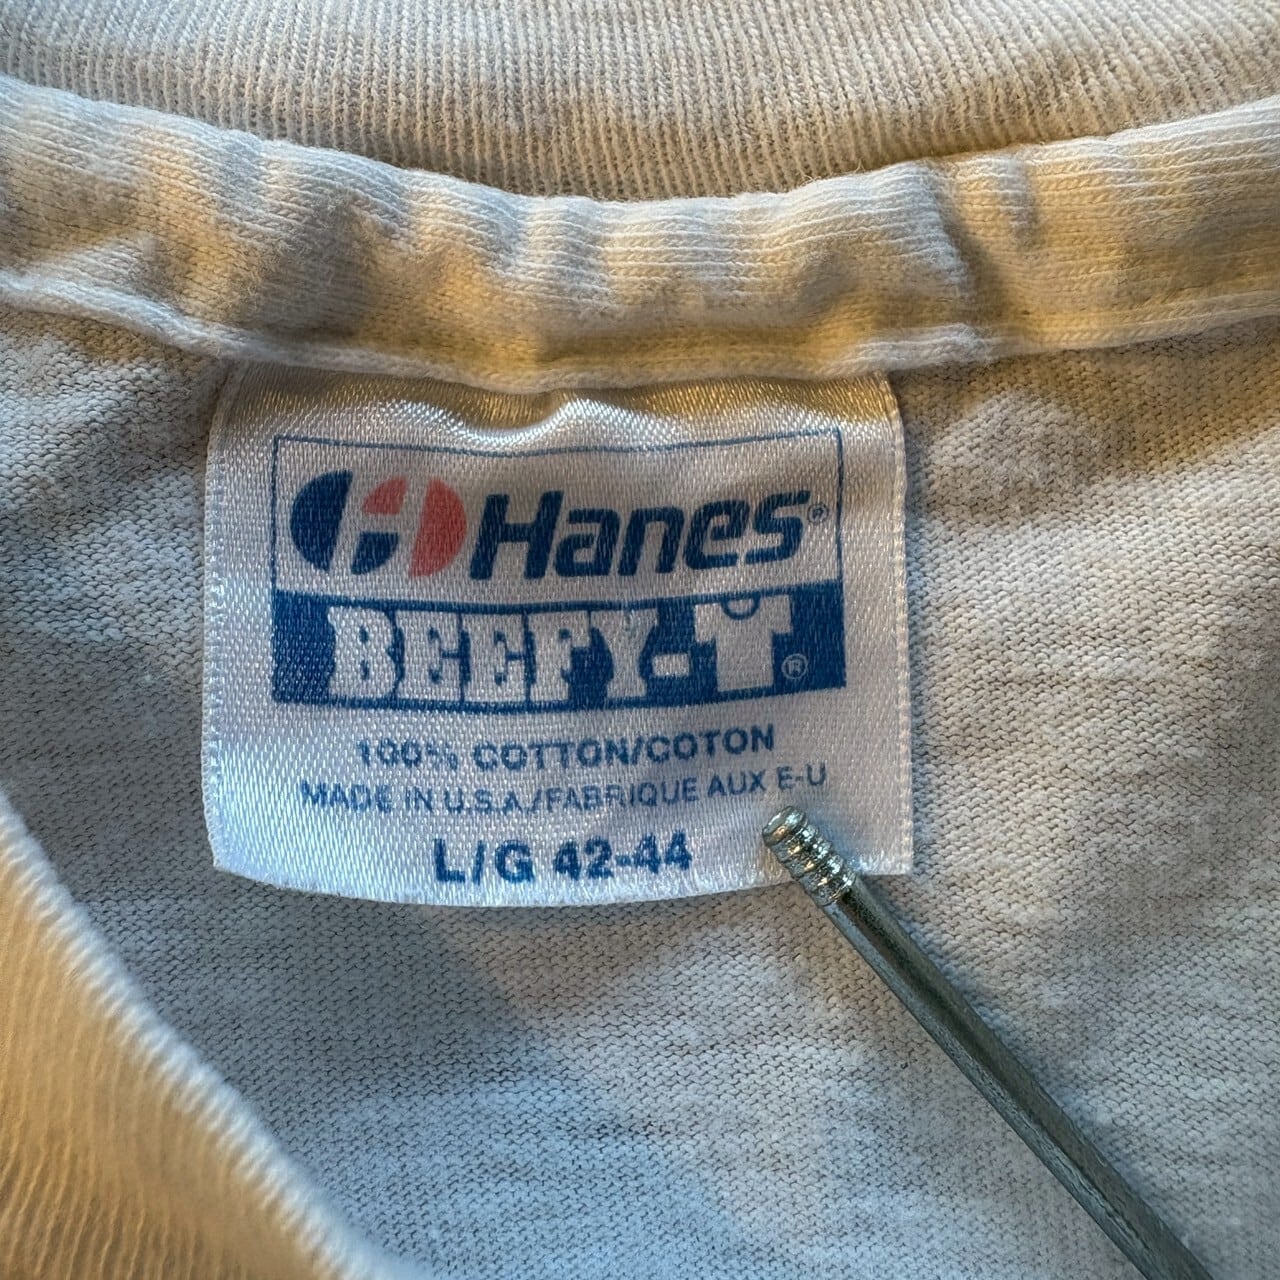 Hanes®
BEEFY-T®
100% COTTON/COTON
MADE IN U.S.A./FABRIQUE AUX E-U
L/G 42-44